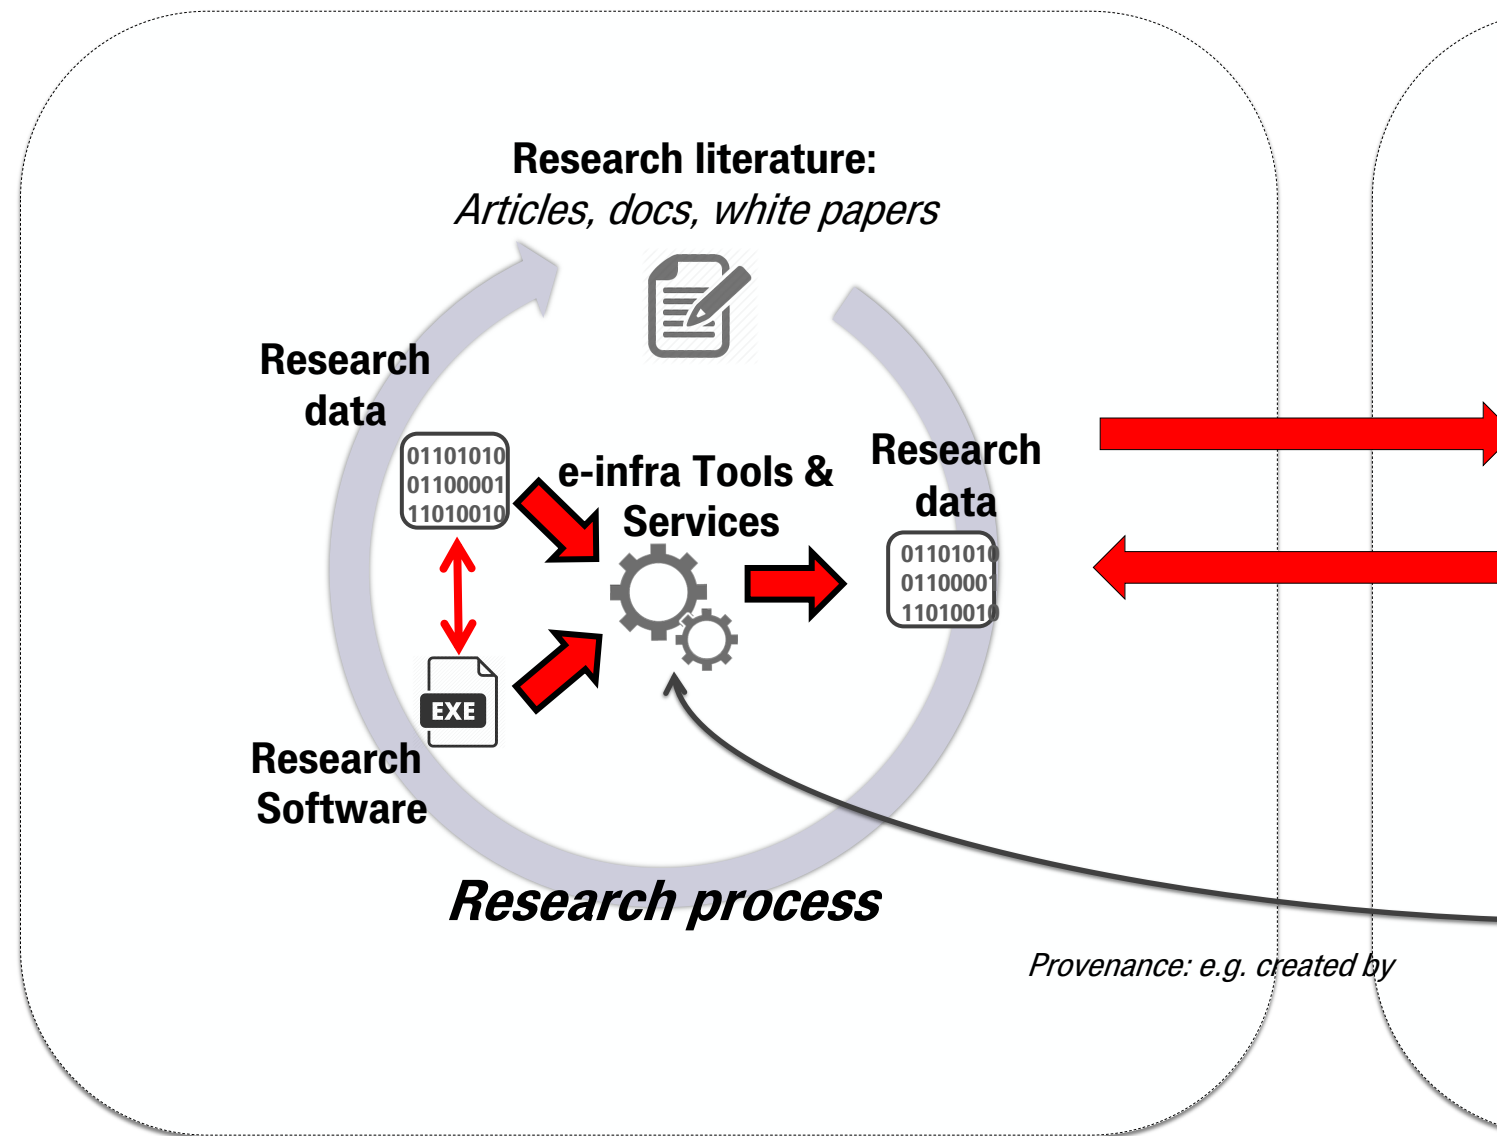 Research literature:
Articles, docs, white papers
Research
data
01101010
01100001
11010010
e-infra Tools &
Services
Research
data
01101010
01100001
11010010
EXE
Research
Software
Research process
Provenance: e.g. created by